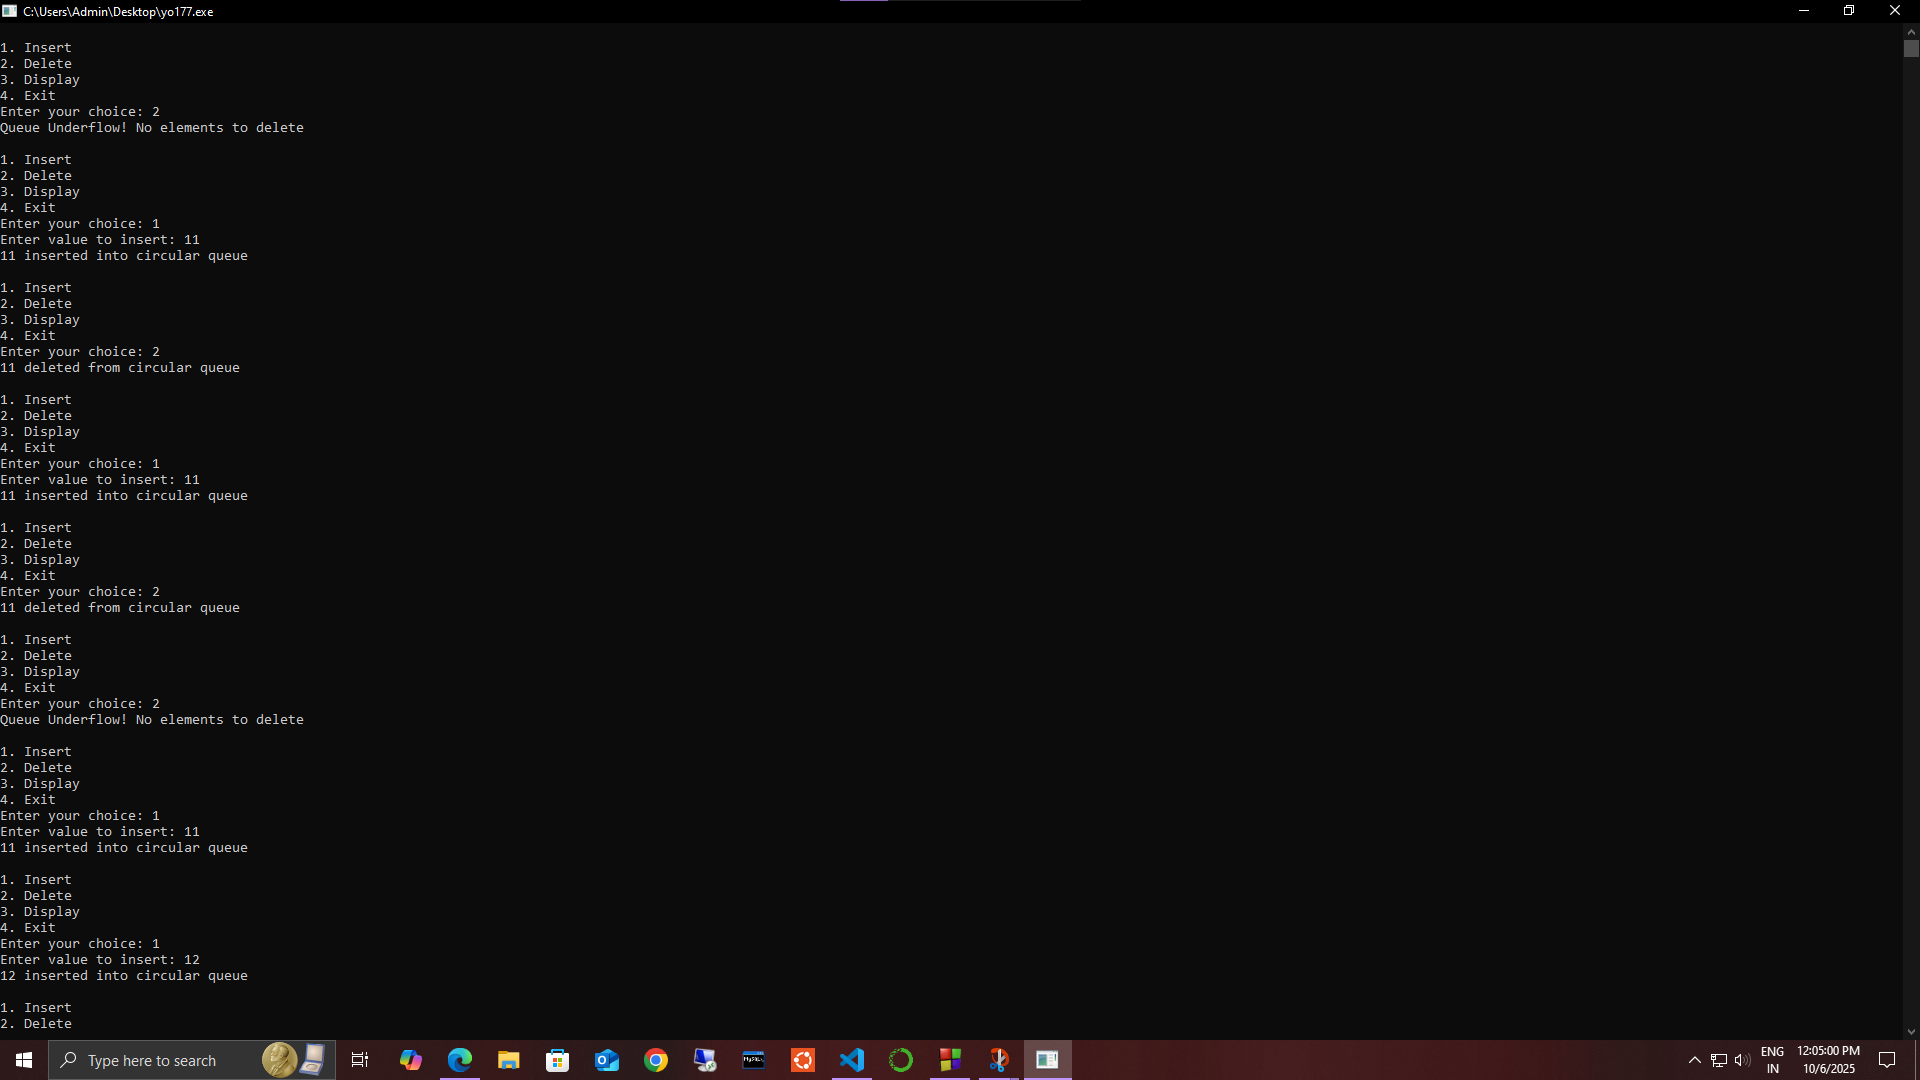 C:\Users\Admin\Desktop\yo177.exe
1. Insert
2. Delete
3. Display
4. Exit
Enter your choice: 2
Queue Underflow! No elements to delete
1. Insert
2. Delete
3. Display
4. Exit
Enter your choice: 1
Enter value to insert: 11
11 inserted into circular queue
1. Insert
2. Delete
3. Display
4. Exit
Enter your choice: 2
11 deleted from circular queue
1. Insert
2. Delete
3. Display
4. Exit
Enter your choice: 1
Enter value to insert: 11
11 inserted into circular queue
1. Insert
2. Delete
3. Display
4. Exit
Enter your choice: 2
11 deleted from circular queue
1. Insert
2. Delete
3. Display
4. Exit
Enter your choice: 2
Queue Underflow! No elements to delete
1. Insert
2. Delete
3. Display
4. Exit
Enter your choice: 1
Enter value to insert: 11
11 inserted into circular queue
1. Insert
2. Delete
3. Display
4. Exit
Enter your choice: 1
Enter value to insert: 12
12 inserted into circular queue
1. Insert
2. Delete
Type here to search
MySQL
ENG
IN
12:05:00 PM
10/6/2025